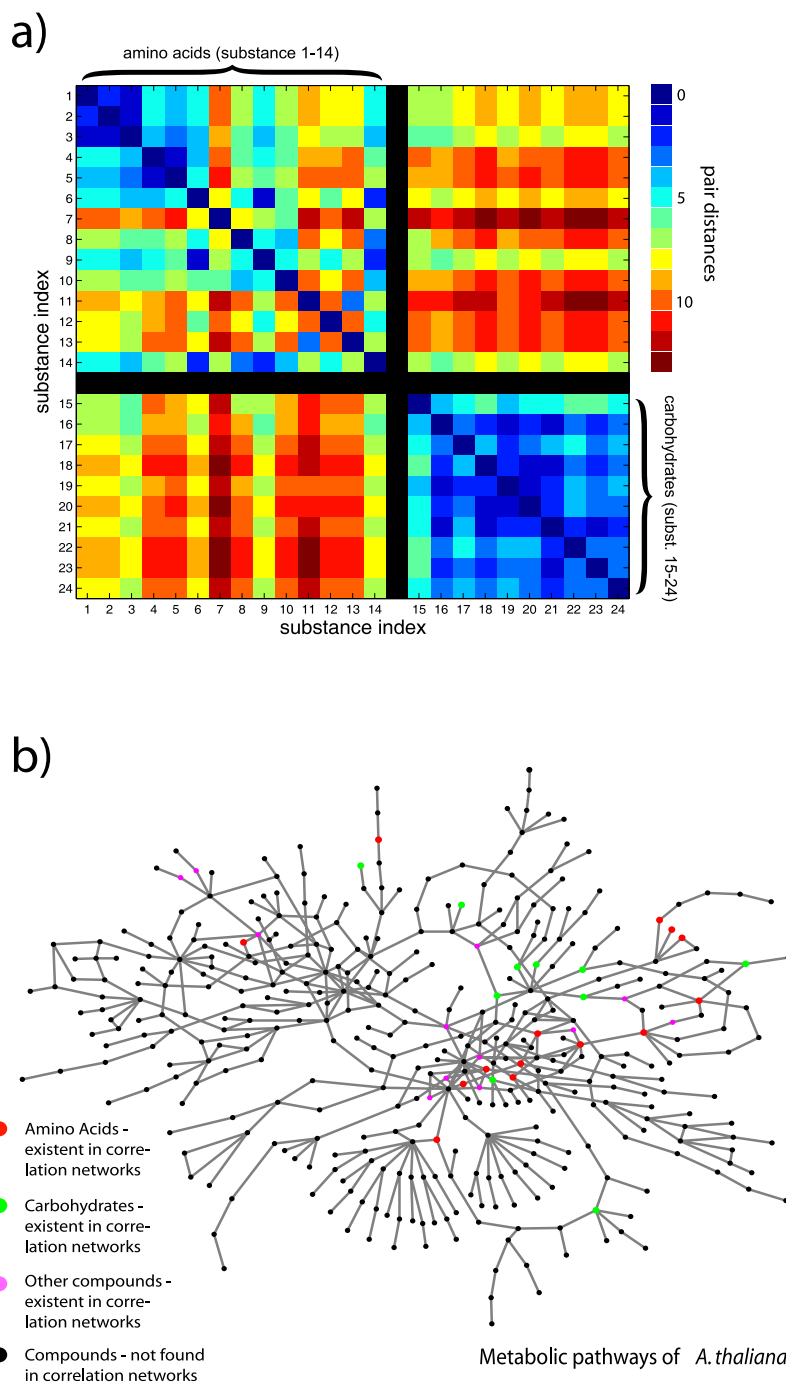 a)
amino acids (substance 1-14)
1
2
3
4
5
6
7
8
9
10
11
12
13
14
15
16
17
18
19
20
21
22
23
24
substance index
1 2 3 4 5 6 7 8 9 10 11 12 13 14 15 16 17 18 19 20 21 22 23 24
substance index
0
5
10
pair distances
carbohydrates (subst. 15-24)
b)
Amino Acids -
existent in corre-
lation networks
Carbohydrates -
existent in corre-
lation networks
Other compounds -
existent in corre-
lation networks
Compounds - not found
in correlation networks
Metabolic pathways of A. thaliana